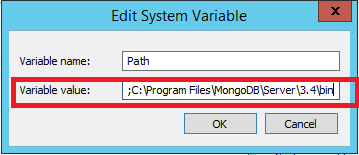 Edit System Variable
x
Variable name:
Path
Variable value:
;C:\Program Files\MongoDB\Server\3.4\bin
OK
Cancel